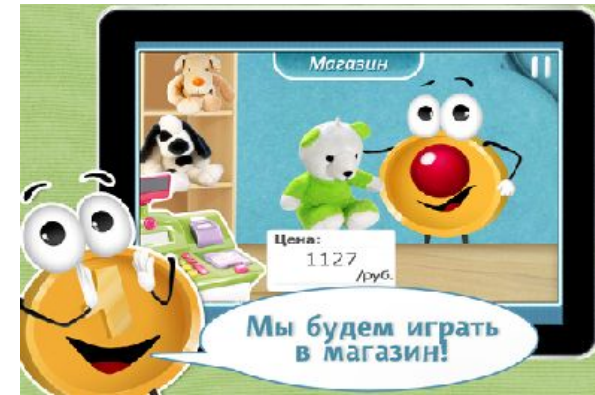 Магазин
Цена:
1127
/руб.
Мы будем играть
в магазин!